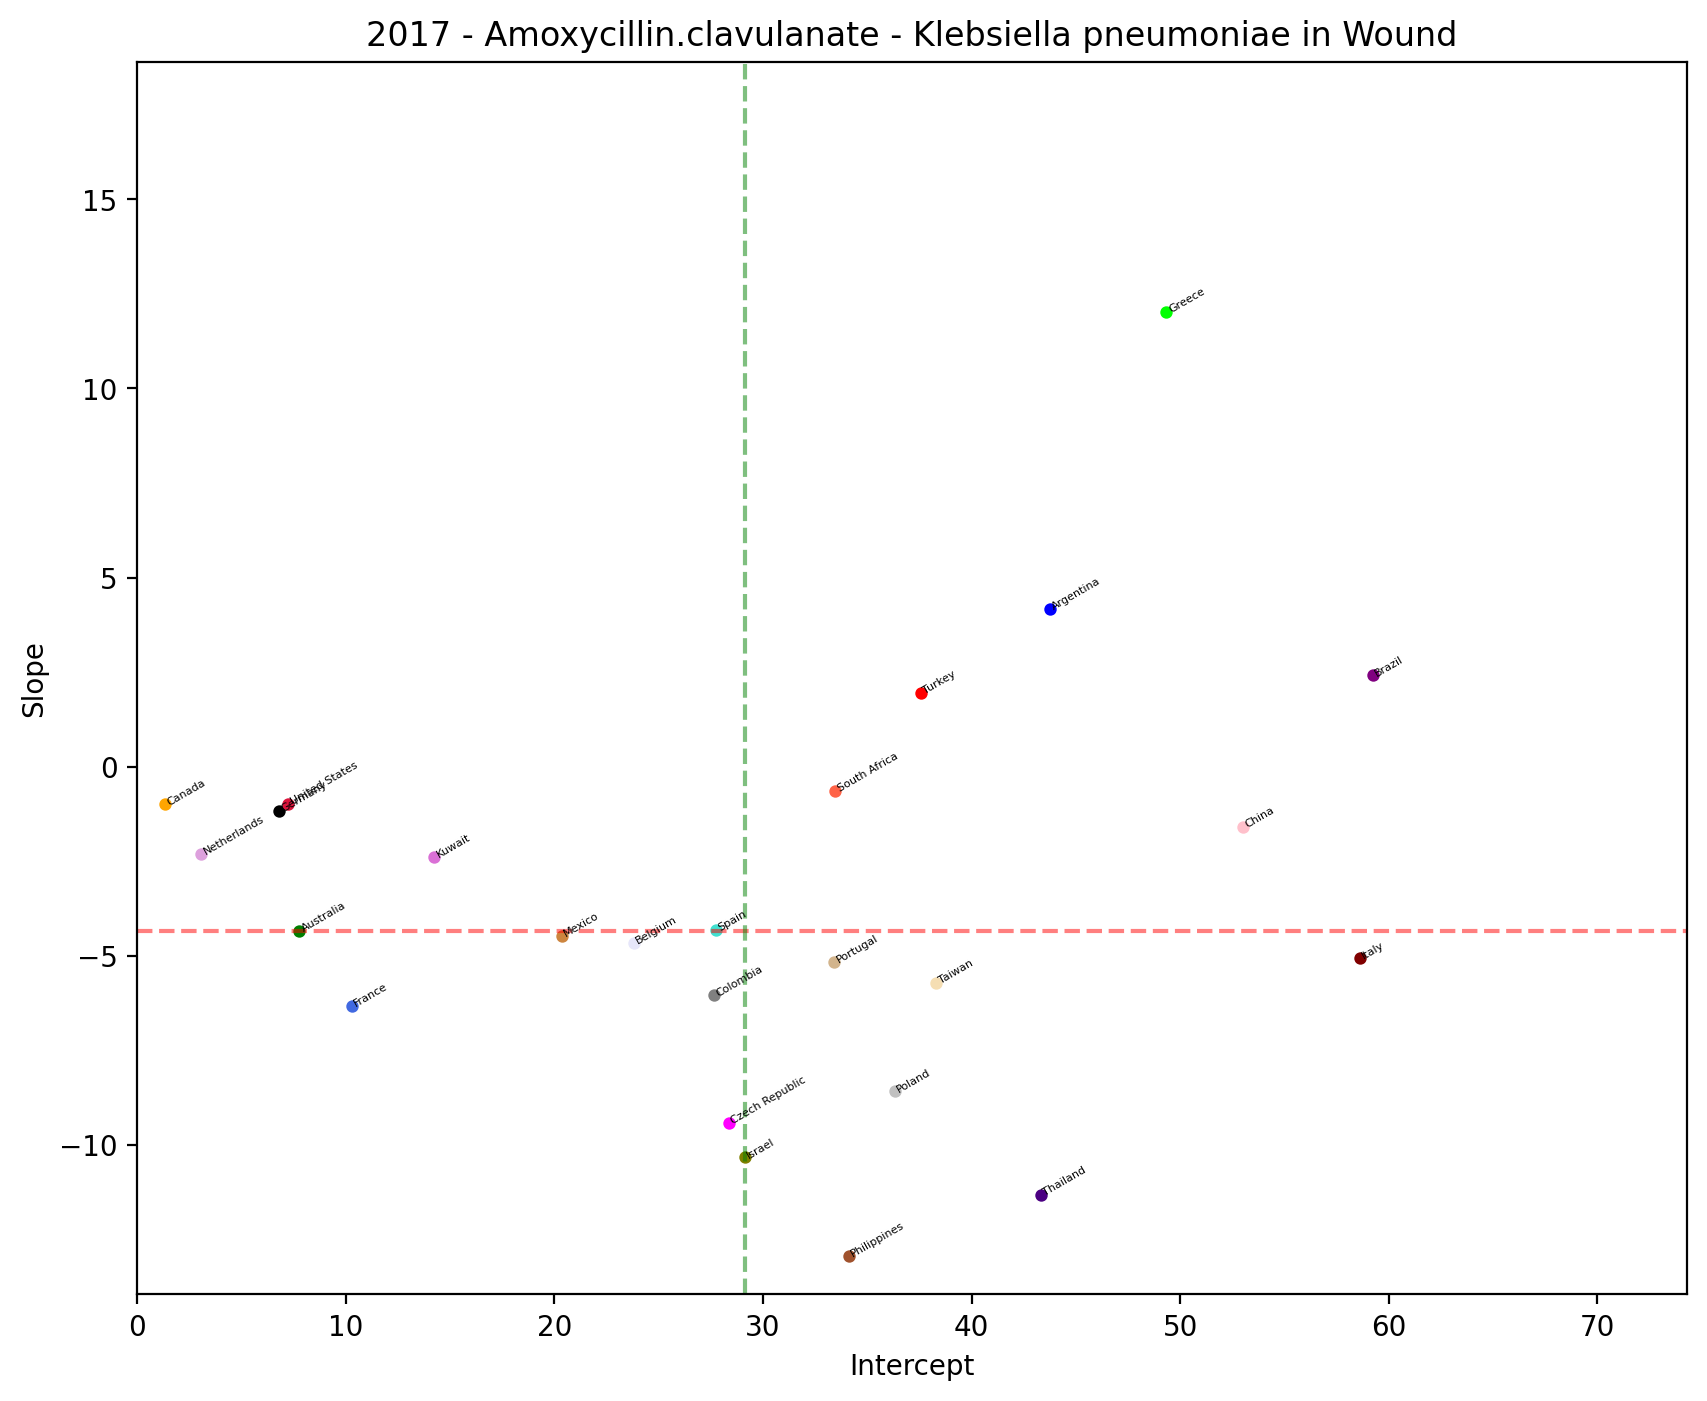 2017 - Amoxycillin.clavulanate - Klebsiella pneumoniae in Wound
15
Greece
10
5
Argentina
Brazil
Turkey
Slope
0
South Africa
United States
Germany
Canada
China
Netherlands
Kuwait
Australia
Mexico
Belgium
Spain
Portugal
Italy
−5
Taiwan
Colombia
France
Poland
Czech Republic
−10
Israel
Thailand
Philippines
0 10 20 30 40 50 60 70
Intercept